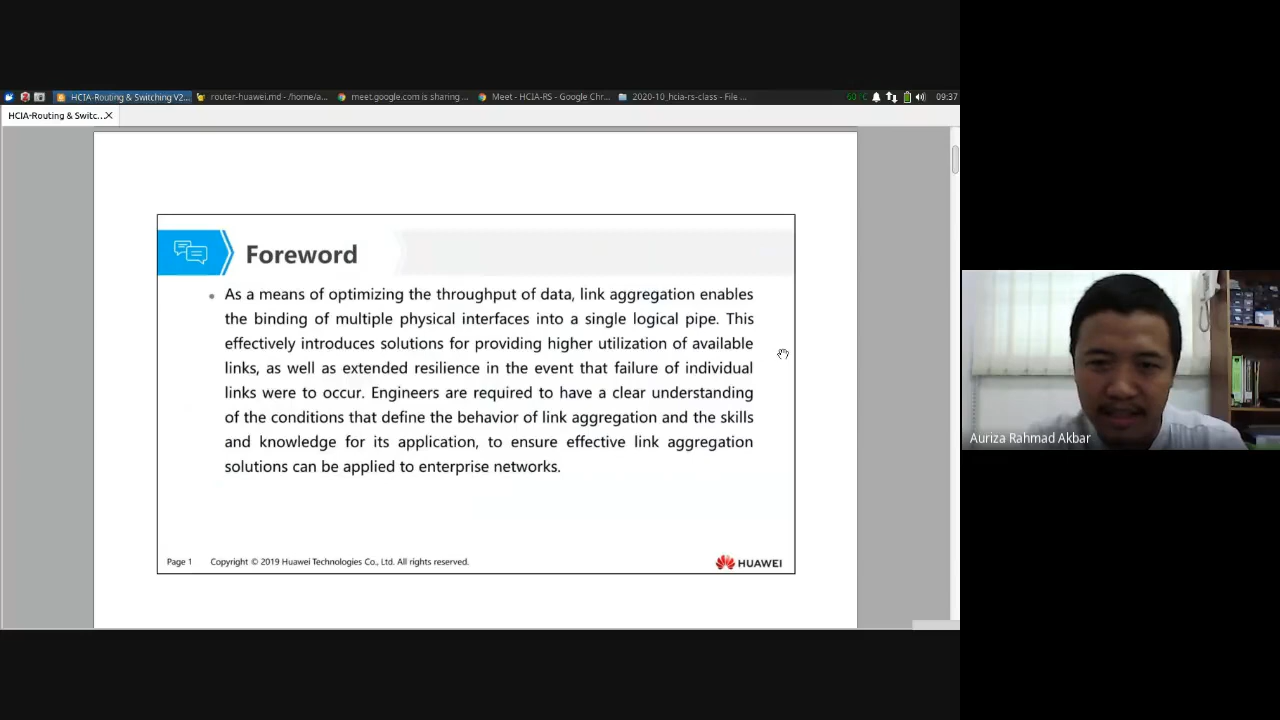 HCIA-Routing & Switching V2... router-huawei.md - /home/a... meet.google.com is sharing ... Meet - HCIA-RS - Google Chr... 2020-10_hcia-rs-class - File ... 60°C 09:37
HCIA-Routing & Switc...
Foreword
As a means of optimizing the throughput of data, link aggregation enables
the binding of multiple physical interfaces into a single logical pipe. This
effectively introduces solutions for providing higher utilization of available
links, as well as extended resilience in the event that failure of individual
links were to occur. Engineers are required to have a clear understanding
of the conditions that define the behavior of link aggregation and the skills
and knowledge for its application, to ensure effective link aggregation
solutions can be applied to enterprise networks.
Page 1 Copyright © 2019 Huawei Technologies Co., Ltd. All rights reserved.
HUAWEI
Auriza Rahmad Akbar